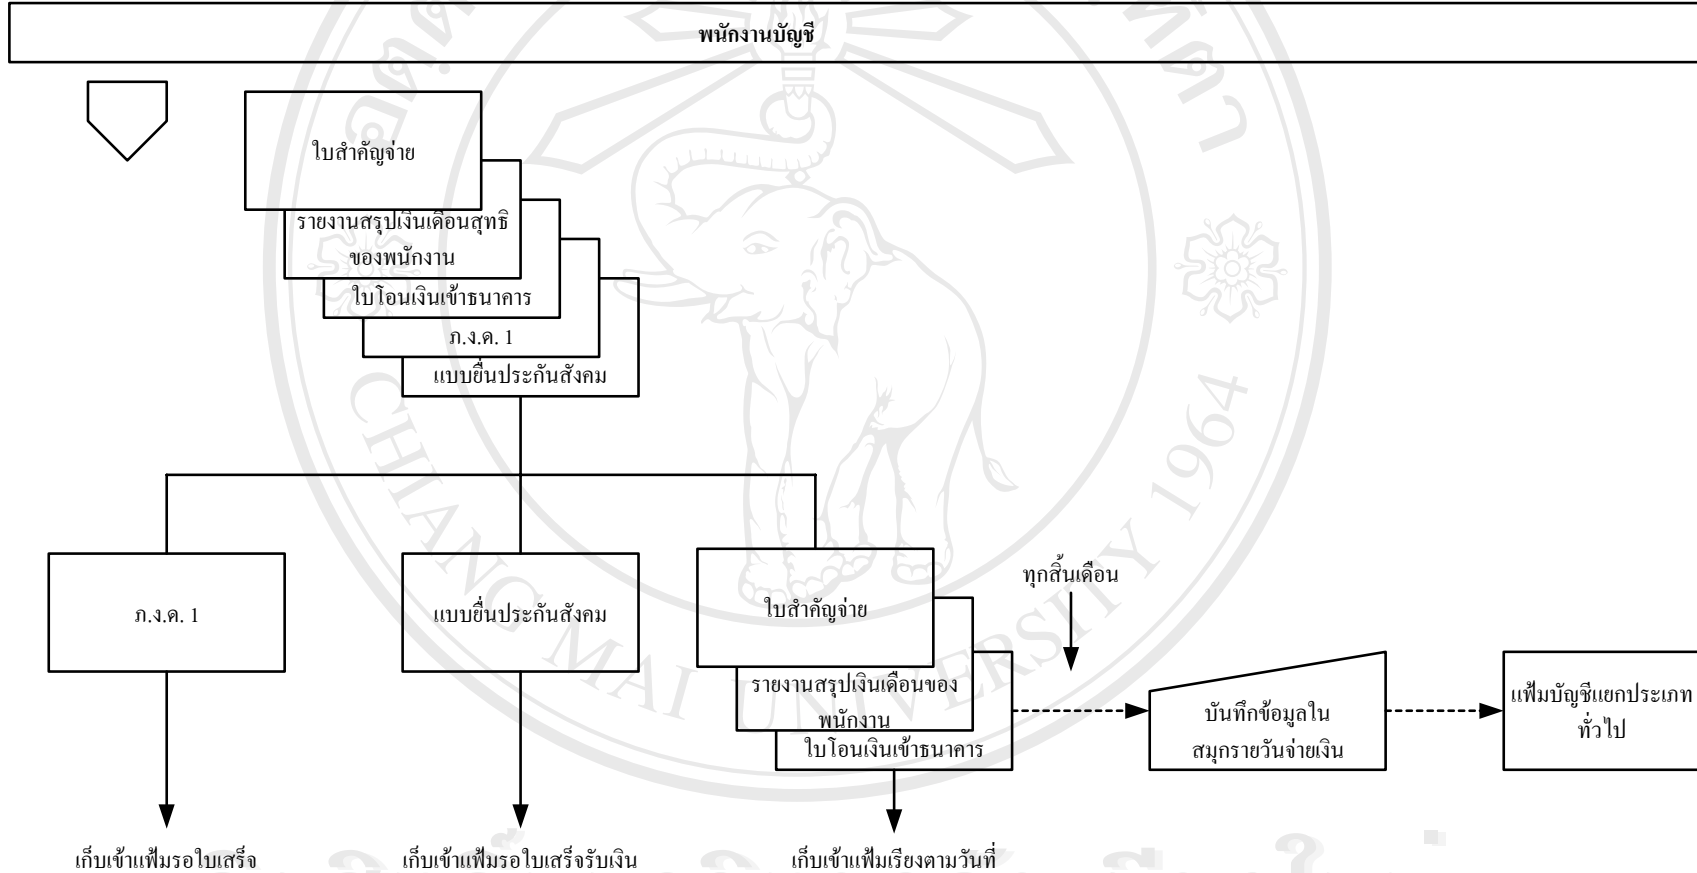 พนักงานบัญชี
ใบสำคัญจ่าย
รายงานสรุปเงินเดือนสุทธิ
ของพนักงาน
ใบโอนเงินเข้าธนาคาร
ภ.ง.ด. 1
แบบยื่นประกันสังคม
ภ.ง.ด. 1
แบบยื่นประกันสังคม
ใบสำคัญจ่าย
รายงานสรุปเงินเดือนของ
พนักงาน
ใบโอนเงินเข้าธนาคาร
ทุกสิ้นเดือน
บันทึกข้อมูลใน
สมุดรายวันจ่ายเงิน
แฟ้มบัญชีแยกประเภท
ทั่วไป
เก็บเข้าแฟ้มรอใบเสร็จ
เก็บเข้าแฟ้มรอใบเสร็จรับเงิน
เก็บเข้าแฟ้มเรียงตามวันที่
CHIANG MAI UNIVERSITY 1964